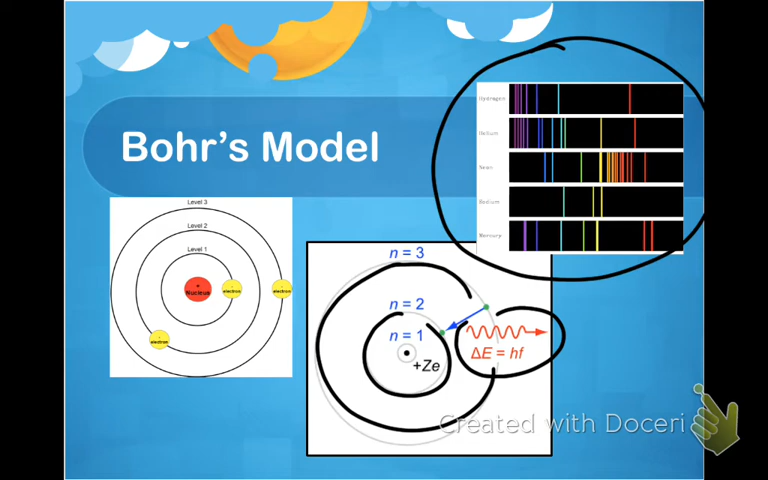 Bohr's Model
Hydrogen
Helium
Neon
Sodium
Mercury
Level 3
Level 2
Level 1
+
Nucleus
-
electron
-
electron
-
electron
n = 3
n = 2
n = 1
+Ze
ΔE = hf
Created with Doceri